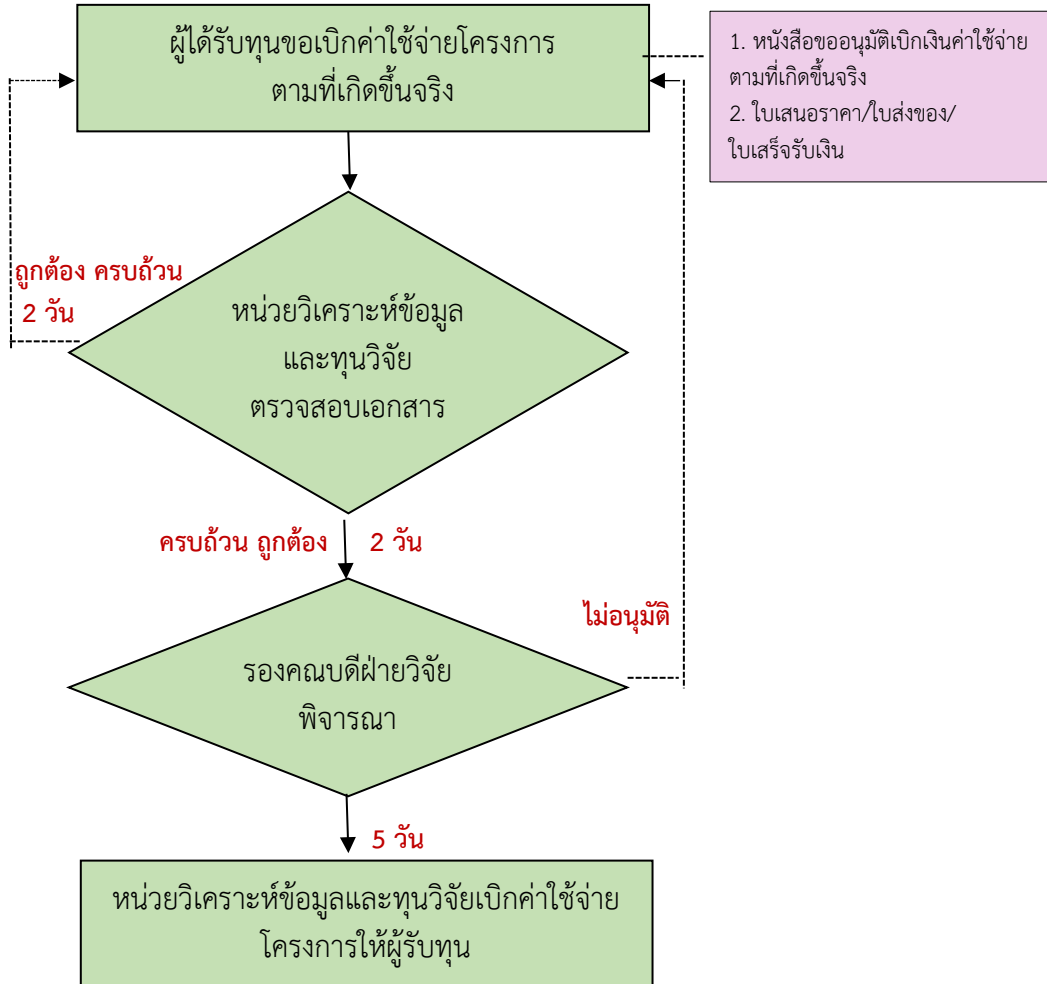 ผู้ได้รับทุนขอเบิกค่าใช้จ่ายโครงการ
ตามที่เกิดขึ้นจริง
1. หนังสือขออนุมัติเบิกเงินค่าใช้จ่าย
ตามที่เกิดขึ้นจริง
2. ใบเสนอราคา/ใบส่งของ/
ใบเสร็จรับเงิน
ถูกต้อง ครบถ้วน
2 วัน
หน่วยวิเคราะห์ข้อมูล
และทุนวิจัย
ตรวจสอบเอกสาร
ครบถ้วน ถูกต้อง 2 วัน
ไม่อนุมัติ
รองคณบดีฝ่ายวิจัย
พิจารณา
5 วัน
หน่วยวิเคราะห์ข้อมูลและทุนวิจัยเบิกค่าใช้จ่าย
โครงการให้ผู้รับทุน